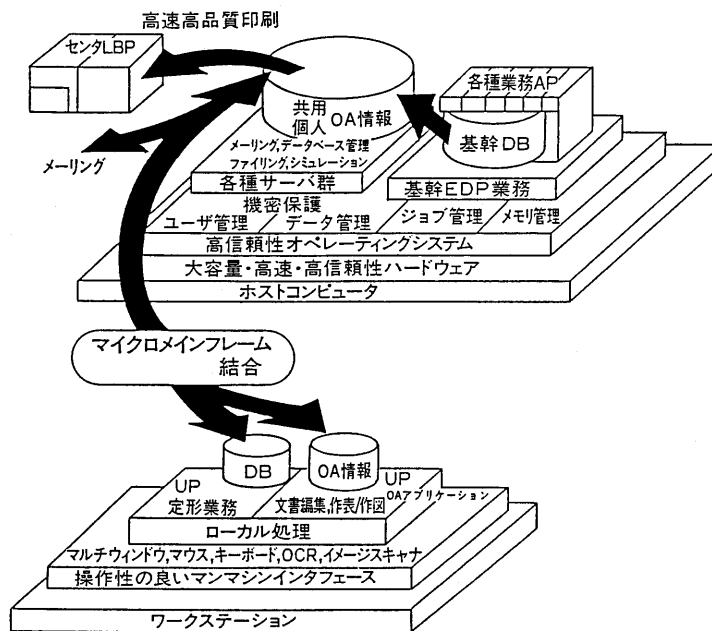 高速高品質印刷
センタLBP
各種業務AP
共用
個人 OA情報
基幹DB
メーリング
メーリング,データベース管理
ファイリング,シミュレーション
各種サーバ群
基幹EDP業務
機密保護
ユーザ管理 データ管理 ジョブ管理 メモリ管理
高信頼性オペレーティングシステム
大容量・高速・高信頼性ハードウェア
ホストコンピュータ
マイクロメインフレーム
結合
DB
OA情報
UP
定形業務
UP
OAアプリケーション
文書編集,作表/作図
ローカル処理
マルチウィンドウ,マウス,キーボード,OCR,イメージスキャナ
操作性の良いマンマシンインタフェース
ワークステーション